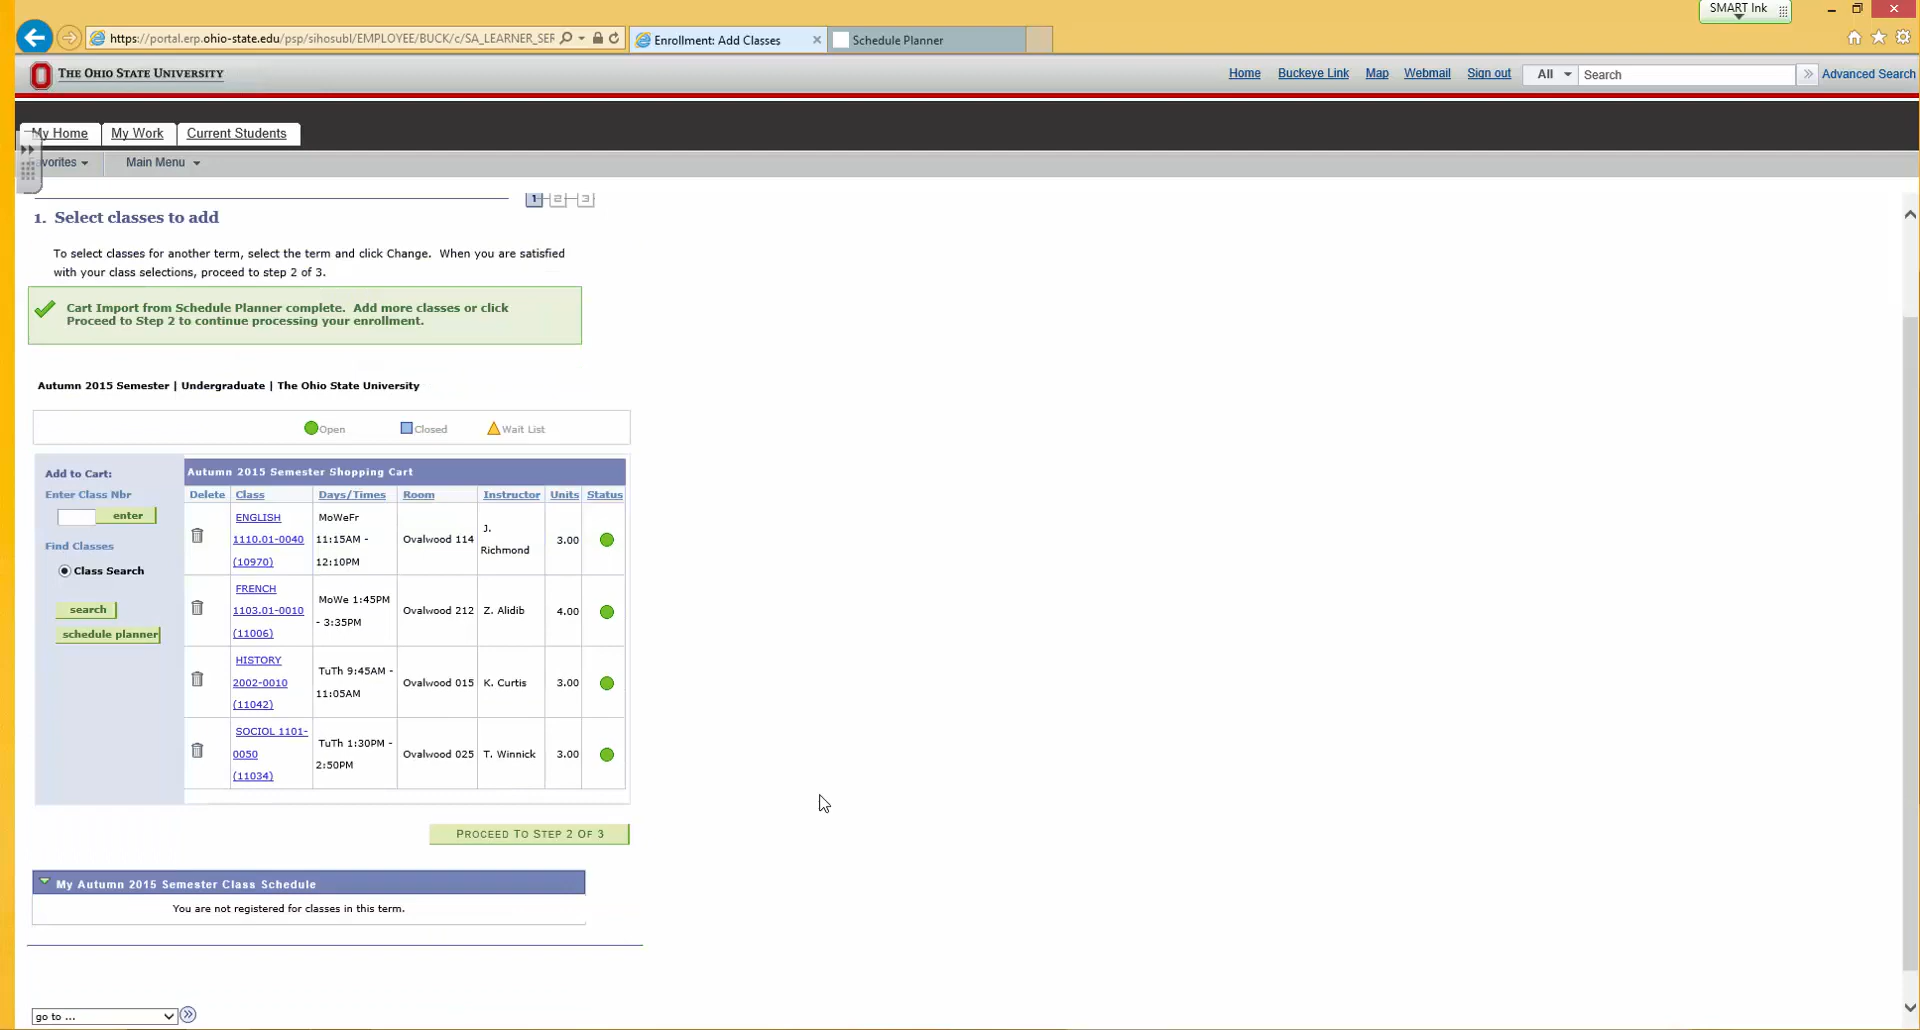 SMART Ink
https://portal.erp.ohio-state.edu/psp/sihosubl/EMPLOYEE/BUCK/c/SA_LEARNER_SER
Enrollment: Add Classes
Schedule Planner
THE OHIO STATE UNIVERSITY
Home Buckeye Link Map Webmail Sign out All Search Advanced Search
My Home My Work Current Students
vorites Main Menu
1 2 3
1. Select classes to add
To select classes for another term, select the term and click Change. When you are satisfied
with your class selections, proceed to step 2 of 3.
Cart Import from Schedule Planner complete. Add more classes or click
Proceed to Step 2 to continue processing your enrollment.
Autumn 2015 Semester | Undergraduate | The Ohio State University
Open Closed Wait List
Add to Cart:
Enter Class Nbr
enter
Find Classes
Class Search
search
schedule planner
Autumn 2015 Semester Shopping Cart
Delete Class Days/Times Room Instructor Units Status
ENGLISH
1110.01-0040
(10970)
MoWeFr
11:15AM -
12:10PM
Ovalwood 114
J.
Richmond
3.00
FRENCH
1103.01-0010
(11006)
MoWe 1:45PM
- 3:35PM
Ovalwood 212
Z. Alidib
4.00
HISTORY
2002-0010
(11042)
TuTh 9:45AM -
11:05AM
Ovalwood 015
K. Curtis
3.00
SOCIOL 1101-
0050
(11034)
TuTh 1:30PM -
2:50PM
Ovalwood 025
T. Winnick
3.00
PROCEED TO STEP 2 OF 3
My Autumn 2015 Semester Class Schedule
You are not registered for classes in this term.
go to ...